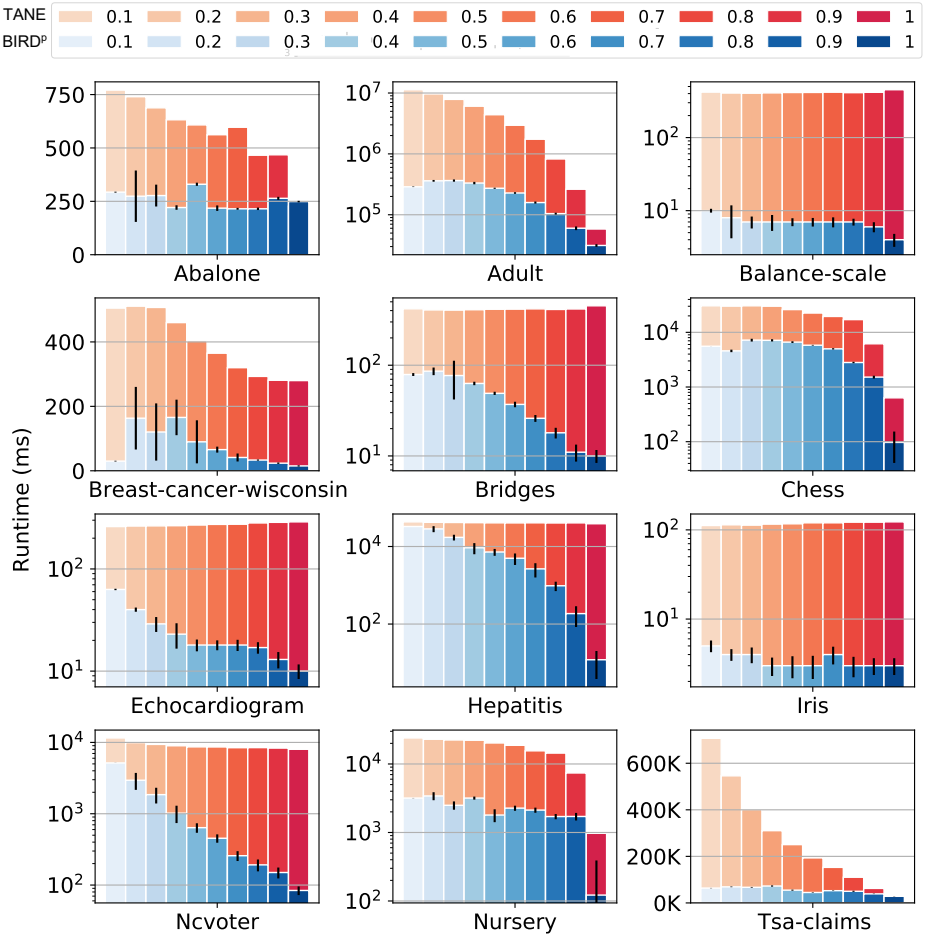 TANE 0.1 0.2 0.3 0.4 0.5 0.6 0.7 0.8 0.9 1
BIRDᵖ 0.1 0.2 0.3 0.4 0.5 0.6 0.7 0.8 0.9 1
Runtime (ms)
750
500
250
0
Abalone
10⁷
10⁶
10⁵
Adult
10²
10¹
Balance-scale
400
200
0
Breast-cancer-wisconsin
10²
10¹
Bridges
10⁴
10³
10²
Chess
10²
10¹
Echocardiogram
10⁴
10²
Hepatitis
10²
10¹
Iris
10⁴
10³
10²
Ncvoter
10⁴
10³
10²
Nursery
600K
400K
200K
0K
Tsa-claims